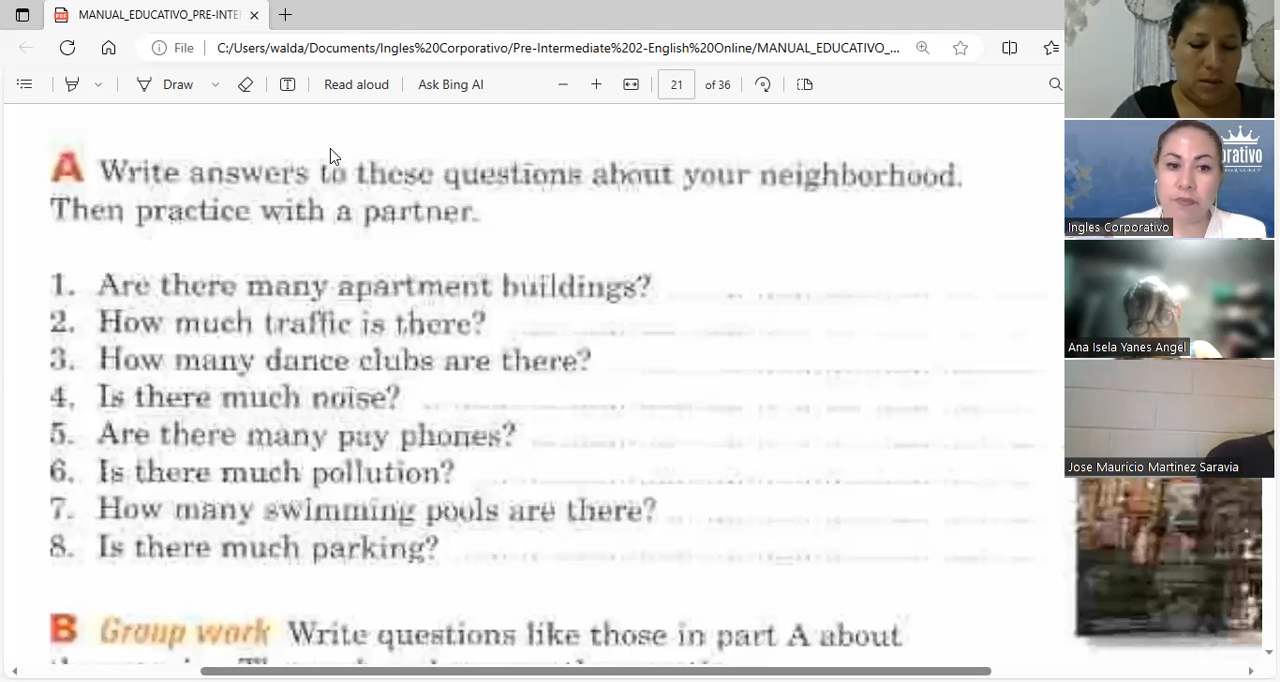 MANUAL_EDUCATIVO_PRE-INTE
File
C:/Users/walda/Documents/Ingles%20Corporativo/Pre-Intermediate%202-English%20Online/MANUAL_EDUCATIVO_...
Draw
Read aloud
Ask Bing AI
21
of 36
A Write answers to these questions about your neighborhood.
Then practice with a partner.
1. Are there many apartment buildings?
2. How much traffic is there?
3. How many dance clubs are there?
4. Is there much noise?
5. Are there many pay phones?
6. Is there much pollution?
7. How many swimming pools are there?
8. Is there much parking?
B Group work Write questions like those in part A about
Ingles Corporativo
Ana Isela Yanes Angel
Jose Mauricio Martinez Saravia